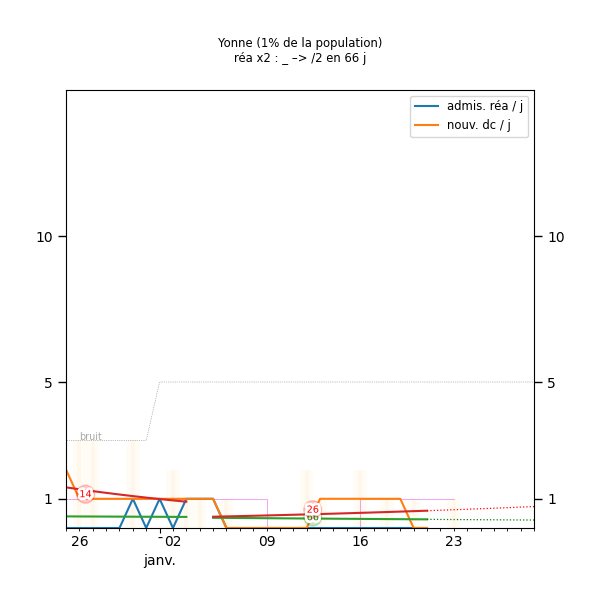 Yonne (1% de la population)
réa x2 : _ –> /2 en 66 j
admis. réa / j
nouv. dc / j
10
10
5
5
bruit
14
1
26
66
1
26
02
09
16
23
janv.